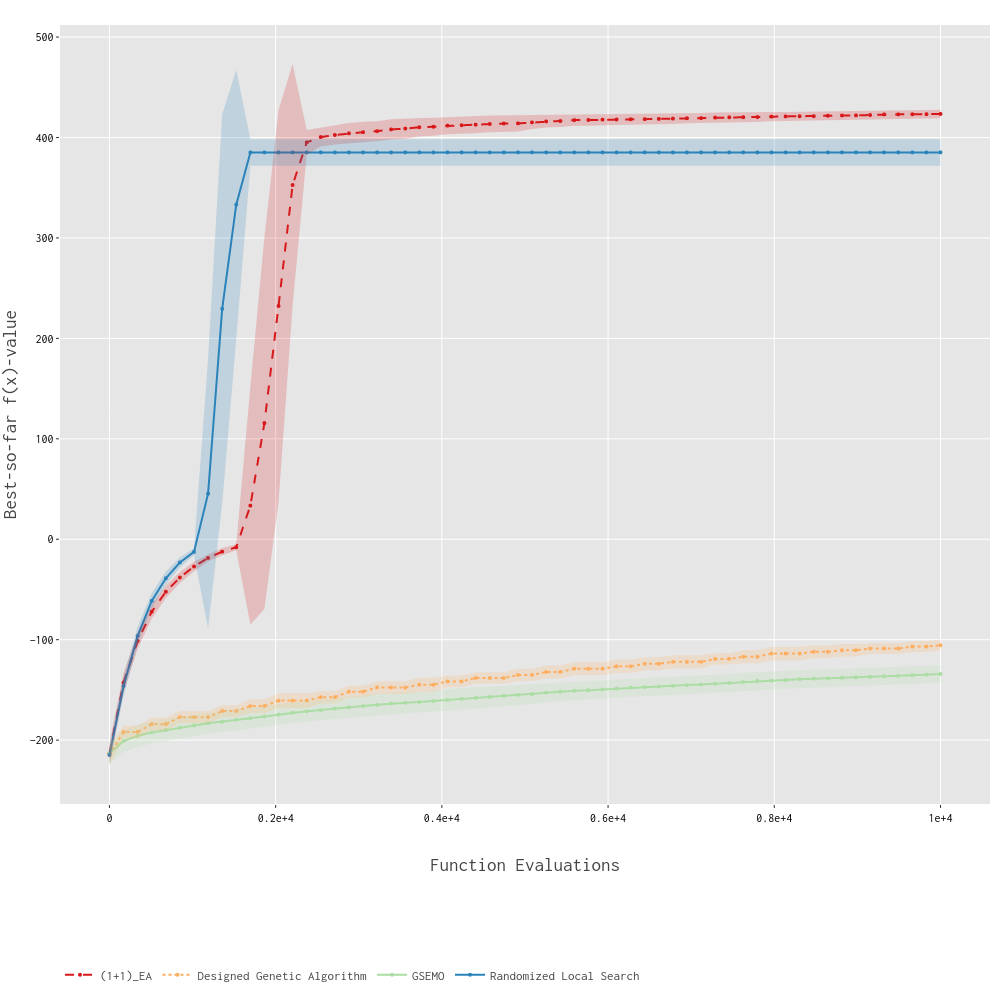 500
400
300
200
100
0
−100
−200
Best-so-far f(x)-value
0
0.2e+4
0.4e+4
0.6e+4
0.8e+4
1e+4
Function Evaluations
(1+1)_EA
Designed Genetic Algorithm
GSEMO
Randomized Local Search